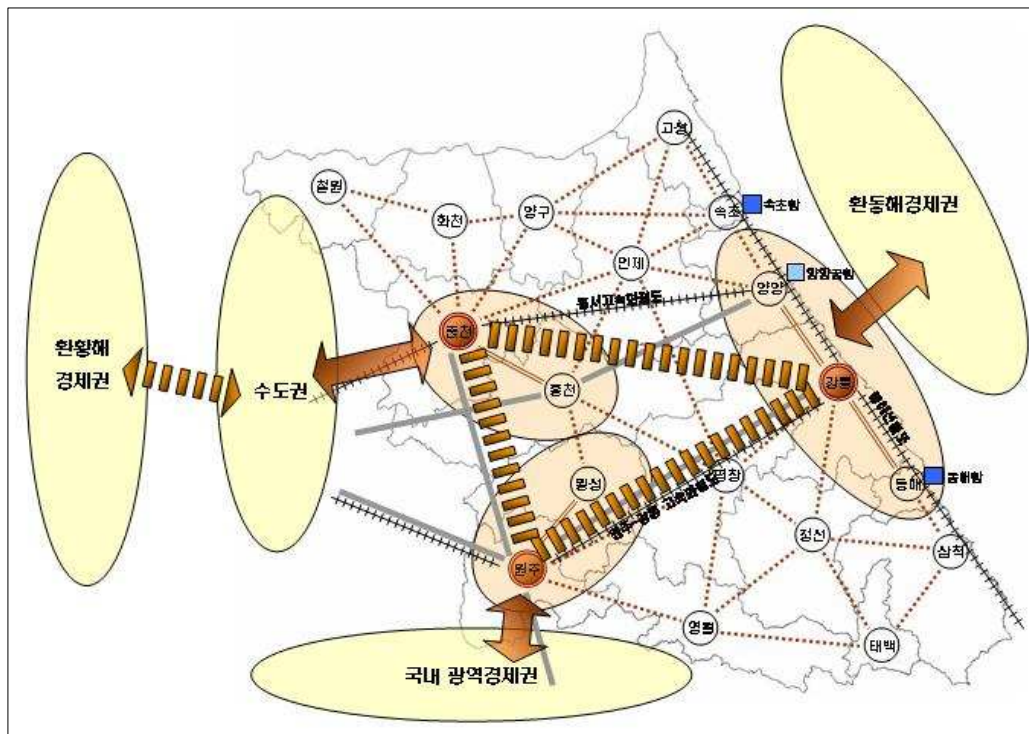 고성
철원
속초
속초항
화천
양구
환동해경제권
인제
양양
양양공항
동서고속전철도
춘천
환황해
경제권
수도권
홍천
강릉
횡성
평창
동해
동해항
정선
삼척
원주
영월
태백
국내 광역경제권